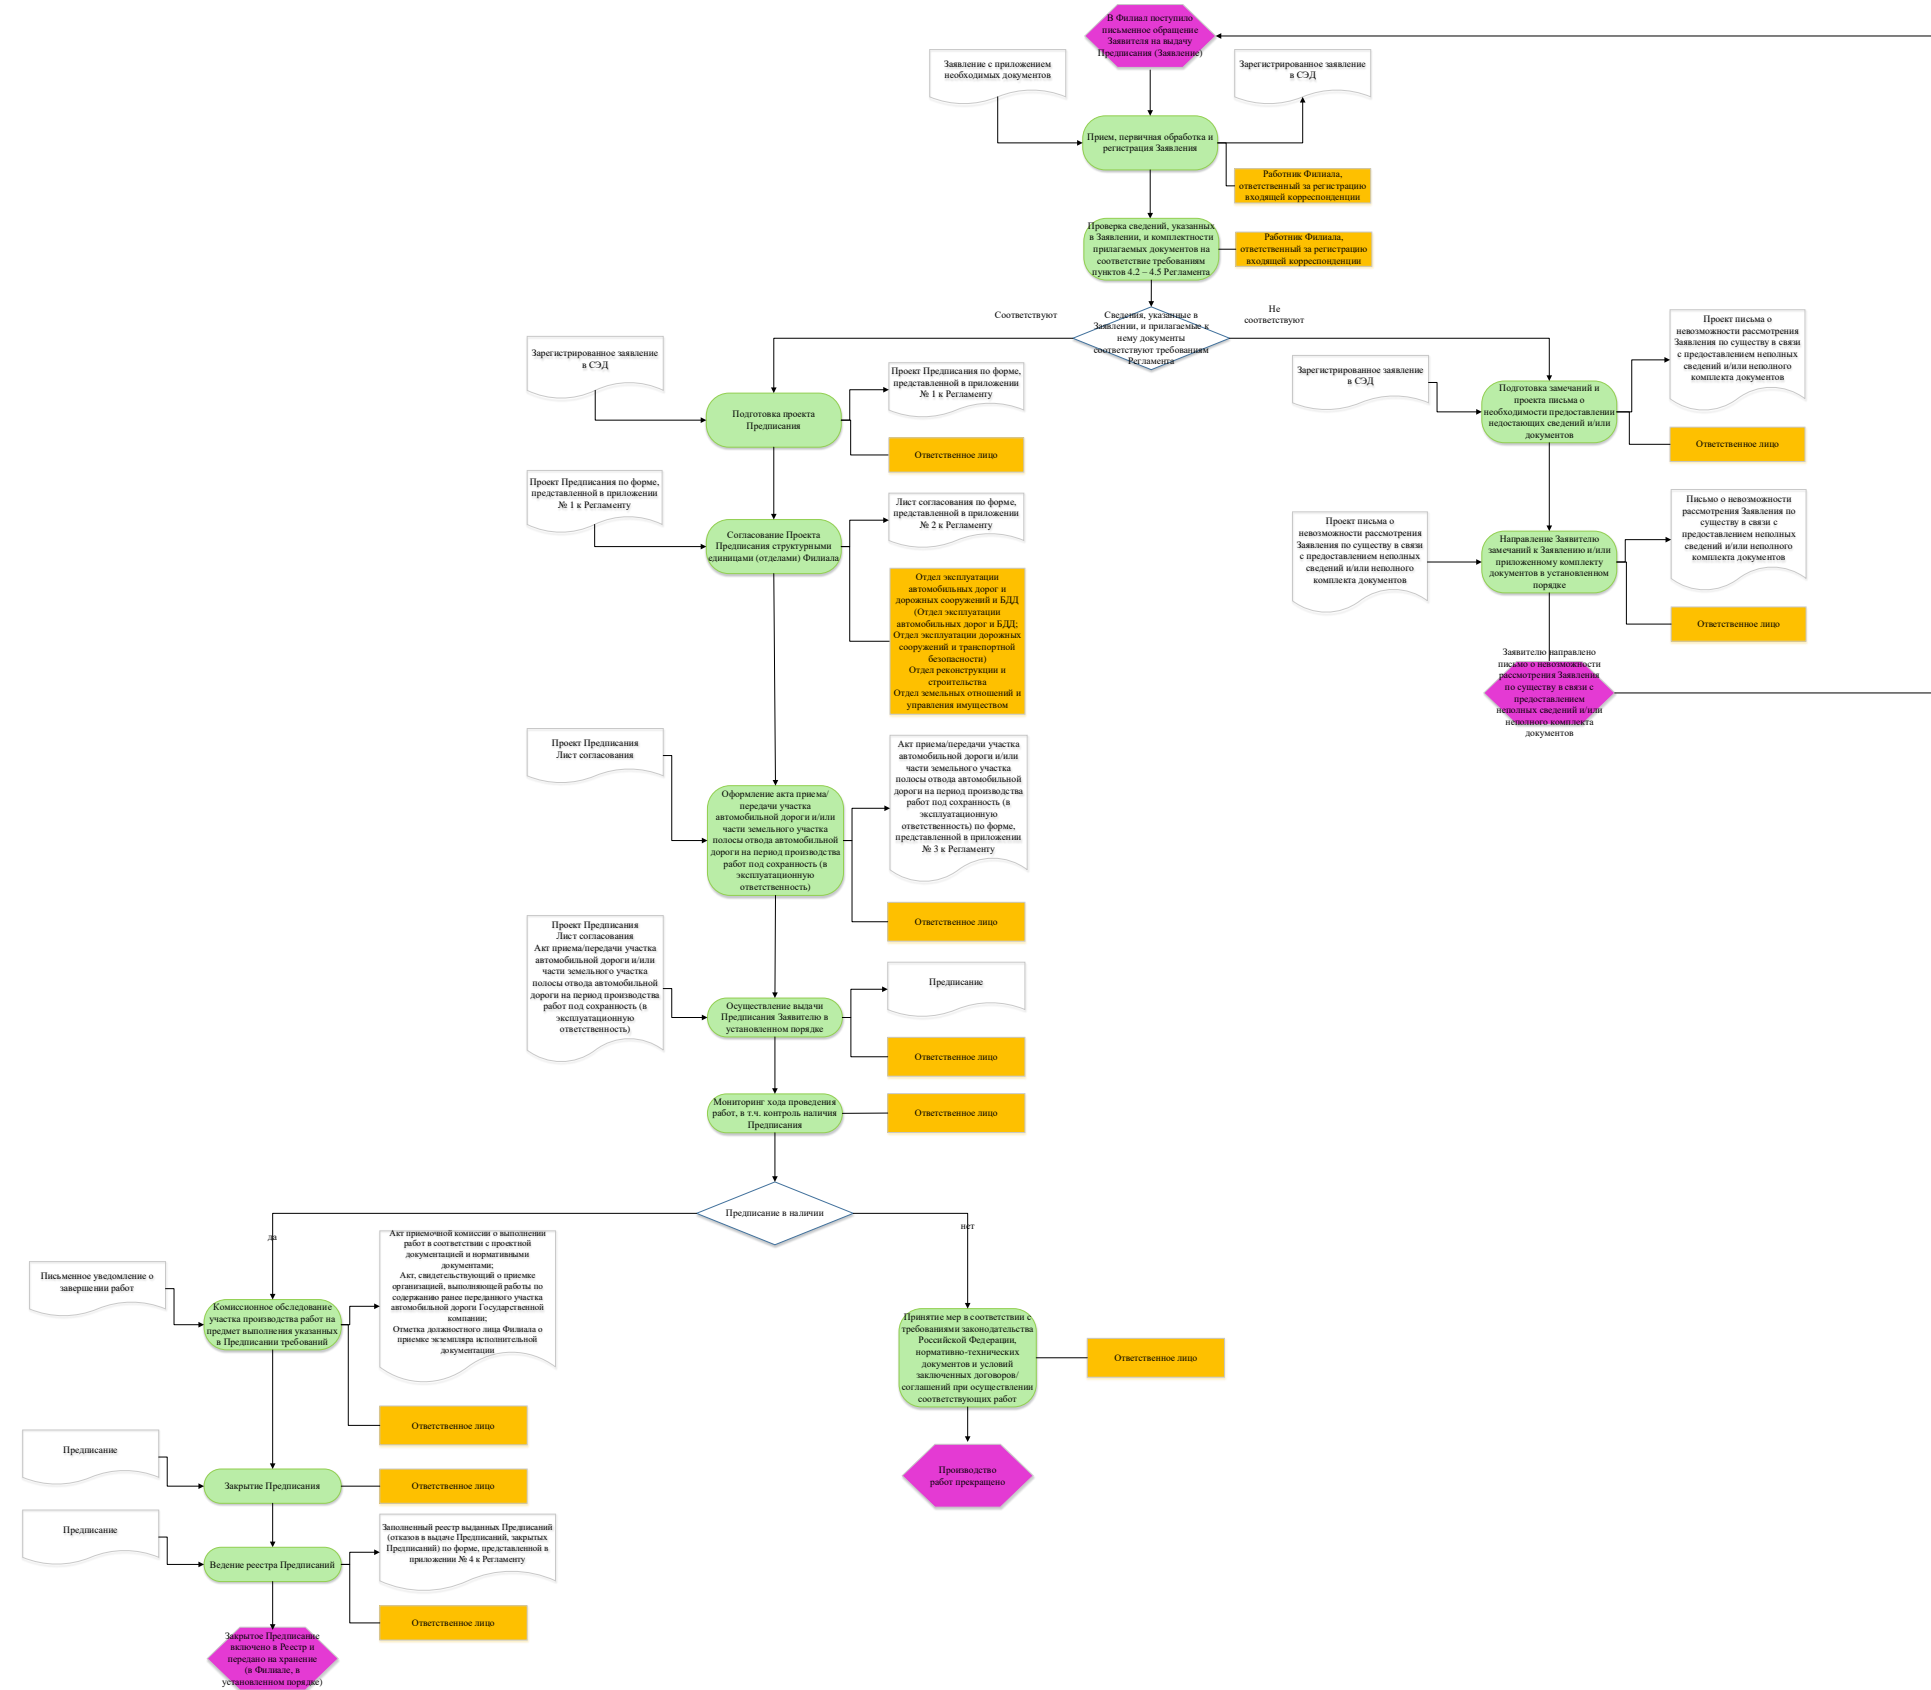 В Филиал поступило
письменное обращение
Заявителя на выдачу
Предписания (Заявление)
Заявление с приложением
необходимых документов
Зарегистрированное заявление
в СЭД
Прием, первичная обработка и
регистрация Заявления
Работник Филиала,
ответственный за регистрацию
входящей корреспонденции
Проверка сведений, указанных
в Заявлении, и комплектности
прилагаемых документов на
соответствие требованиям
пунктов 4.2 – 4.5 Регламента
Работник Филиала,
ответственный за регистрацию
входящей корреспонденции
Соответствуют
Сведения, указанные в
Заявлении, и прилагаемые к
нему документы
соответствуют требованиям
Регламента
Не
соответствуют
Зарегистрированное заявление
в СЭД
Подготовка проекта
Предписания
Проект Предписания по форме,
представленной в приложении
№ 1 к Регламенту
Ответственное лицо
Зарегистрированное заявление
в СЭД
Подготовка замечаний и
проекта письма о
необходимости предоставлении
недостающих сведений и/или
документов
Проект письма о
невозможности рассмотрения
Заявления по существу в связи
с предоставлением неполных
сведений и/или неполного
комплекта документов
Ответственное лицо
Проект Предписания по форме,
представленной в приложении
№ 1 к Регламенту
Согласование Проекта
Предписания структурными
единицами (отделами) Филиала
Лист согласования по форме,
представленной в приложении
№ 2 к Регламенту
Отдел эксплуатации
автомобильных дорог и
дорожных сооружений и БДД
(Отдел эксплуатации
автомобильных дорог и БДД;
Отдел эксплуатации дорожных
сооружений и транспортной
безопасности)
Отдел реконструкции и
строительства
Отдел земельных отношений и
управления имуществом
Проект письма о
невозможности рассмотрения
Заявления по существу в связи
с предоставлением неполных
сведений и/или неполного
комплекта документов
Направление Заявителю
замечаний к Заявлению и/или
приложенному комплекту
документов в установленном
порядке
Письмо о невозможности
рассмотрения Заявления по
существу в связи с
предоставлением неполных
сведений и/или неполного
комплекта документов
Ответственное лицо
Заявителю направлено
письмо о невозможности
рассмотрения Заявления
по существу в связи с
предоставлением
неполных сведений и/или
неполного комплекта
документов
Проект Предписания
Лист согласования
Оформление акта приема/
передачи участка
автомобильной дороги и/или
части земельного участка
полосы отвода автомобильной
дороги на период производства
работ под сохранность (в
эксплуатационную
ответственность)
Акт приема/передачи участка
автомобильной дороги и/или
части земельного участка
полосы отвода автомобильной
дороги на период производства
работ под сохранность (в
эксплуатационную
ответственность) по форме,
представленной в приложении
№ 3 к Регламенту
Ответственное лицо
Проект Предписания
Лист согласования
Акт приема/передачи участка
автомобильной дороги и/или
части земельного участка
полосы отвода автомобильной
дороги на период производства
работ под сохранность (в
эксплуатационную
ответственность)
Осуществление выдачи
Предписания Заявителю в
установленном порядке
Предписание
Ответственное лицо
Мониторинг хода проведения
работ, в т.ч. контроль наличия
Предписания
Ответственное лицо
Предписание в наличии
да
нет
Письменное уведомление о
завершении работ
Комиссионное обследование
участка производства работ на
предмет выполнения указанных
в Предписании требований
Акт приемочной комиссии о выполнении
работ в соответствии с проектной
документацией и нормативными
документами;
Акт, свидетельствующий о приемке
организацией, выполняющей работы по
содержанию ранее переданного участка
автомобильной дороги Государственной
компании;
Отметка должностного лица Филиала о
приемке экземпляра исполнительной
документации
Ответственное лицо
Принятие мер в соответствии с
требованиями законодательства
Российской Федерации,
нормативно-технических
документов и условий
заключенных договоров/
соглашений при осуществлении
соответствующих работ
Ответственное лицо
Производство
работ прекращено
Предписание
Закрытие Предписания
Ответственное лицо
Предписание
Ведение реестра Предписаний
Заполненный реестр выданных Предписаний
(отказов в выдаче Предписаний, закрытых
Предписаний) по форме, представленной в
приложении № 4 к Регламенту
Ответственное лицо
Закрытое Предписание
включено в Реестр и
передано на хранение
(в Филиале, в
установленном порядке)